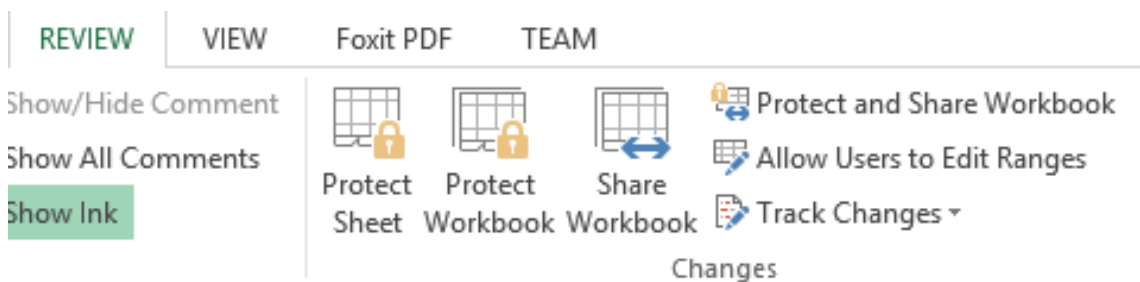 REVIEW VIEW Foxit PDF TEAM
Show/Hide Comment
Show All Comments
Show Ink
Protect Sheet
Protect Workbook
Share Workbook
Protect and Share Workbook
Allow Users to Edit Ranges
Track Changes
Changes